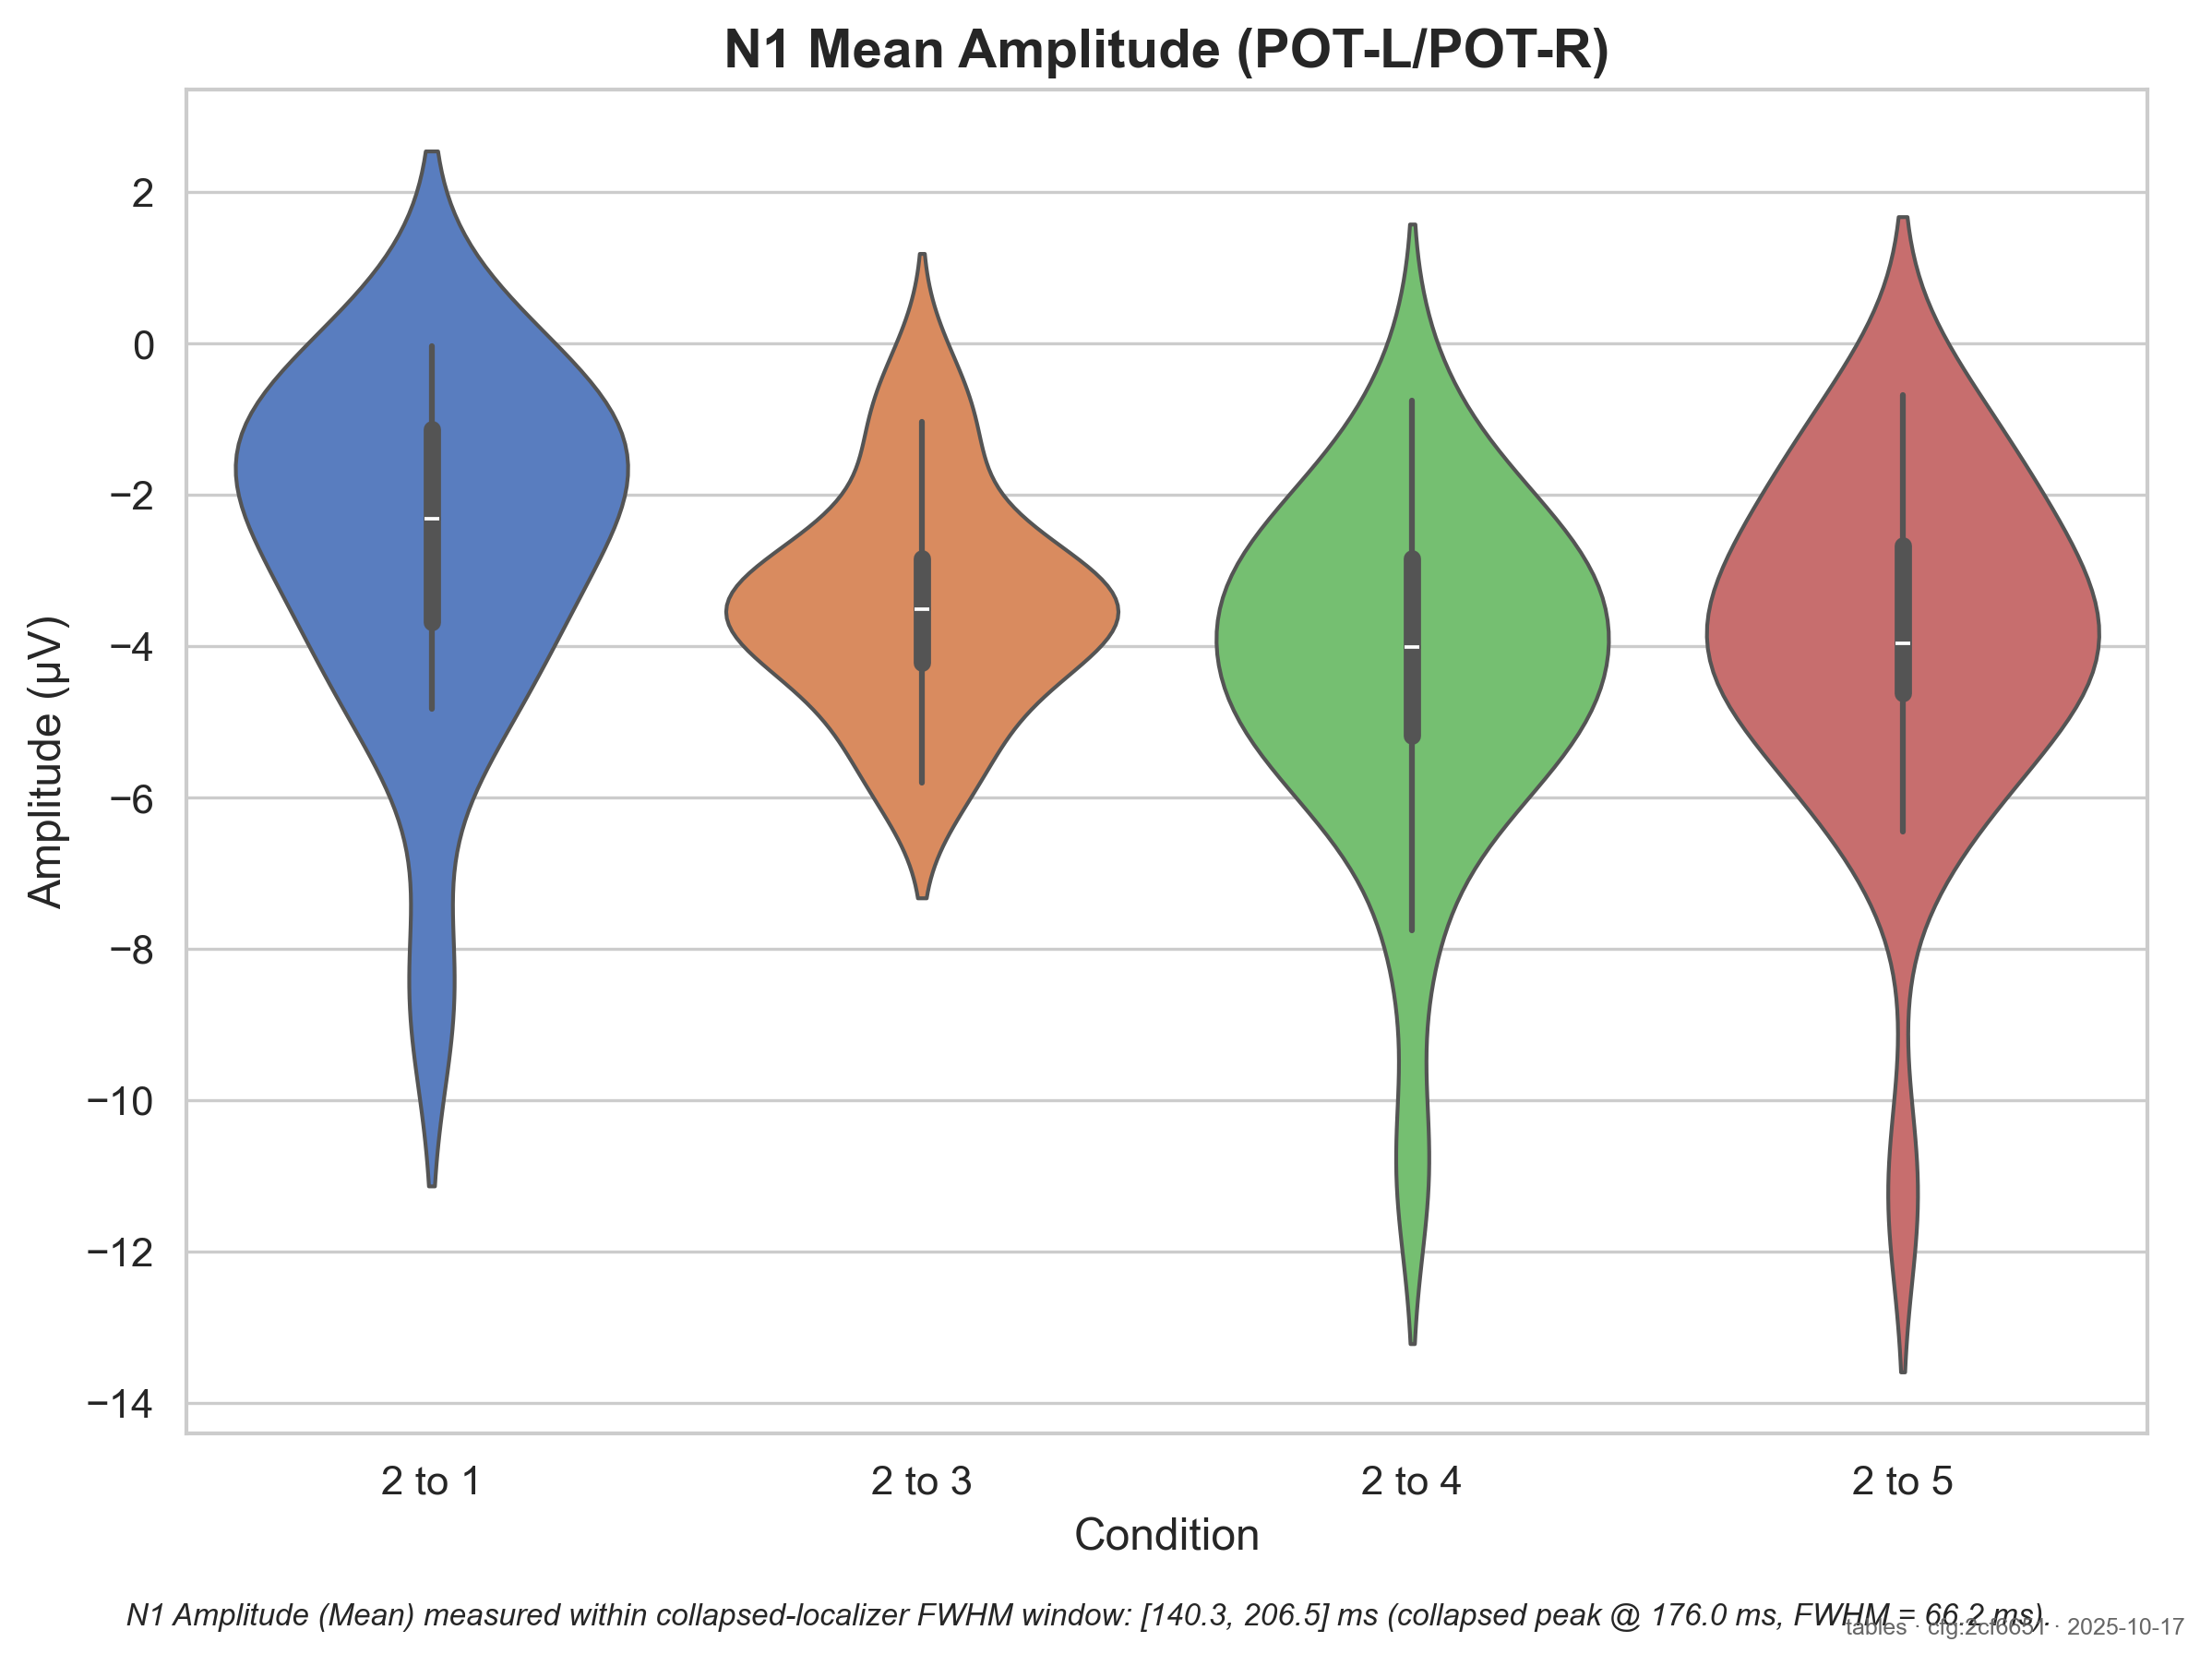 N1 Mean Amplitude (POT-L/POT-R)
Amplitude (µV)
2
0
−2
−4
−6
−8
−10
−12
−14
2 to 1
2 to 3
2 to 4
2 to 5
Condition
N1 Amplitude (Mean) measured within collapsed-localizer FWHM window: [140.3, 206.5] ms (collapsed peak @ 176.0 ms, FWHM = 66.2 ms).
tables · cfg:2cf6651 · 2025-10-17